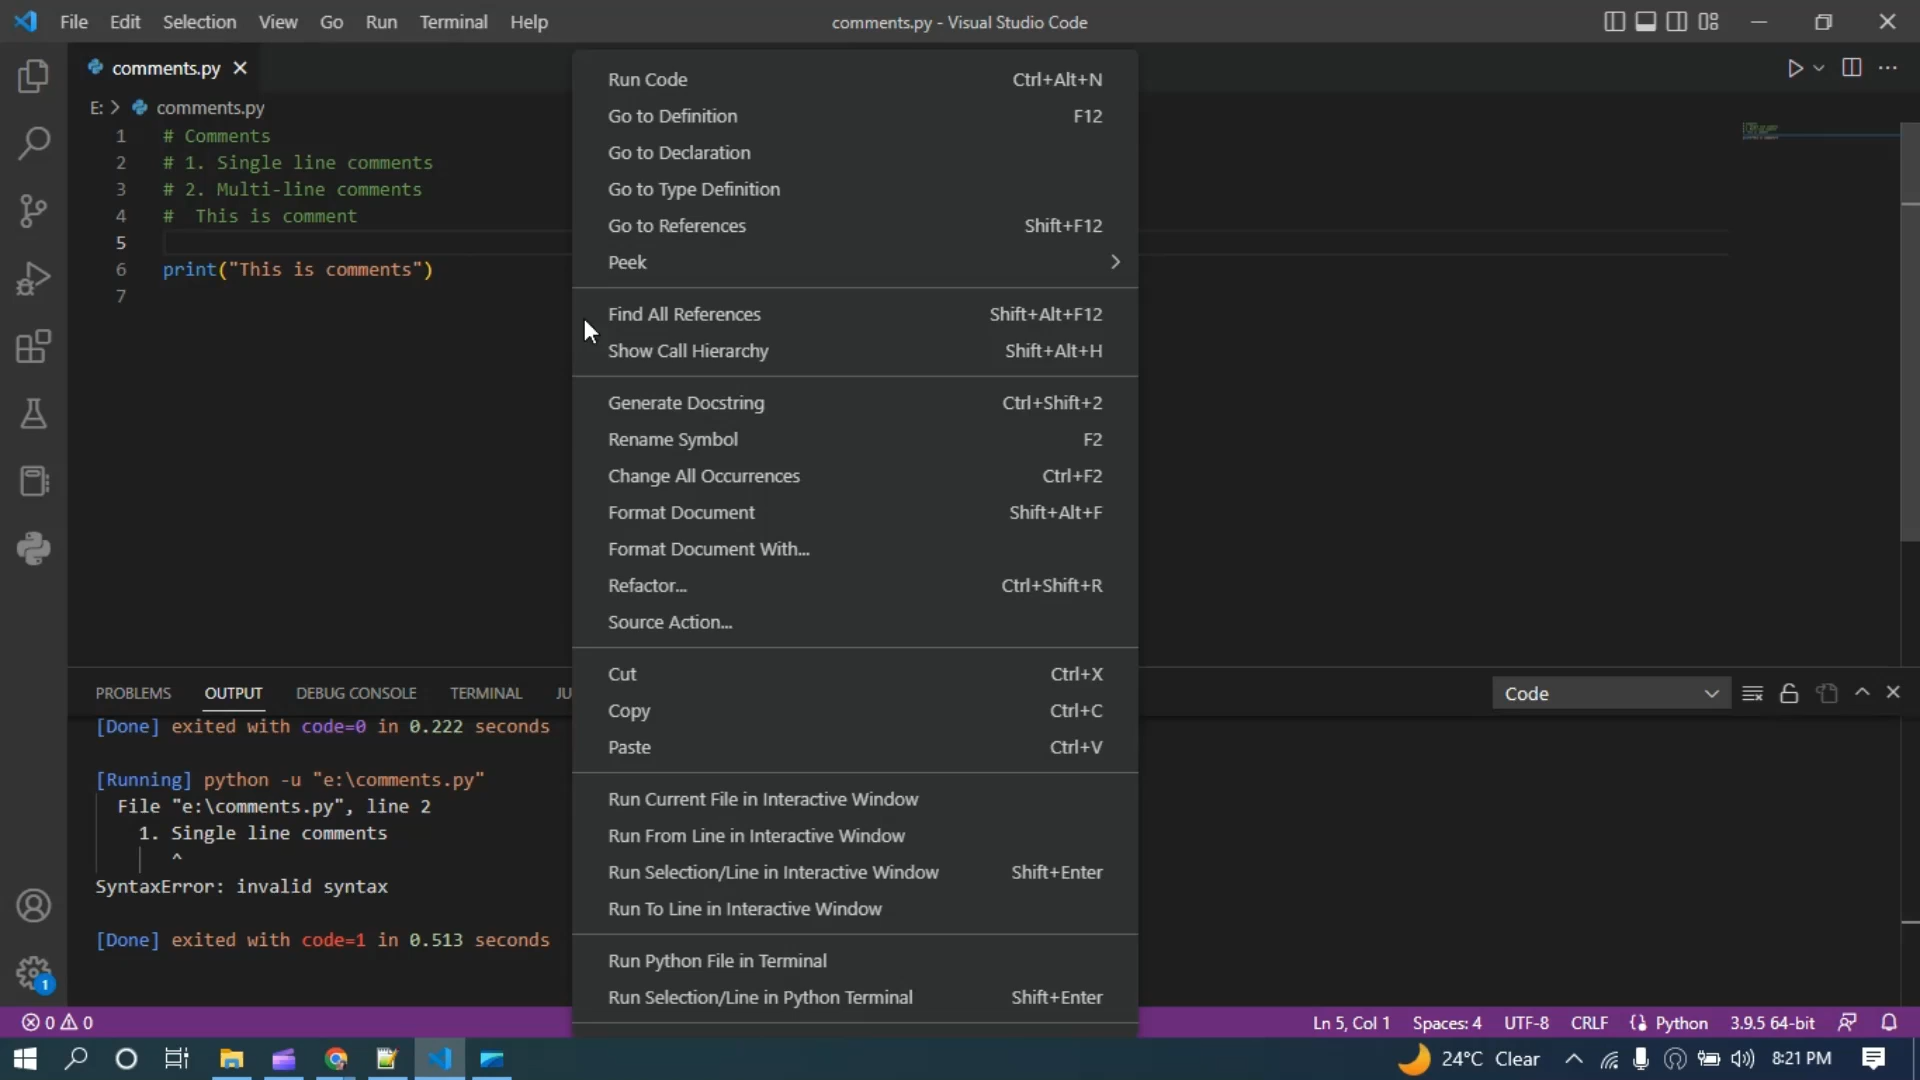 File Edit Selection View Go Run Terminal Help comments.py - Visual Studio Code
comments.py
E: > comments.py
1 # Comments
2 # 1. Single line comments
3 # 2. Multi-line comments
4 #  This is comment
5
6 print("This is comments")
7
Run Code Ctrl+Alt+N
Go to Definition F12
Go to Declaration
Go to Type Definition
Go to References Shift+F12
Peek
Find All References Shift+Alt+F12
Show Call Hierarchy Shift+Alt+H
Generate Docstring Ctrl+Shift+2
Rename Symbol F2
Change All Occurrences Ctrl+F2
Format Document Shift+Alt+F
Format Document With...
Refactor... Ctrl+Shift+R
Source Action...
Cut Ctrl+X
Copy Ctrl+C
Paste Ctrl+V
Run Current File in Interactive Window
Run From Line in Interactive Window
Run Selection/Line in Interactive Window Shift+Enter
Run To Line in Interactive Window
Run Python File in Terminal
Run Selection/Line in Python Terminal Shift+Enter
PROBLEMS OUTPUT DEBUG CONSOLE TERMINAL JU
Code
[Done] exited with code=0 in 0.222 seconds
[Running] python -u "e:\comments.py"
File "e:\comments.py", line 2
1. Single line comments
^
SyntaxError: invalid syntax
[Done] exited with code=1 in 0.513 seconds
1
0 0
Ln 5, Col 1 Spaces: 4 UTF-8 CRLF Python 3.9.5 64-bit
24°C Clear 8:21 PM